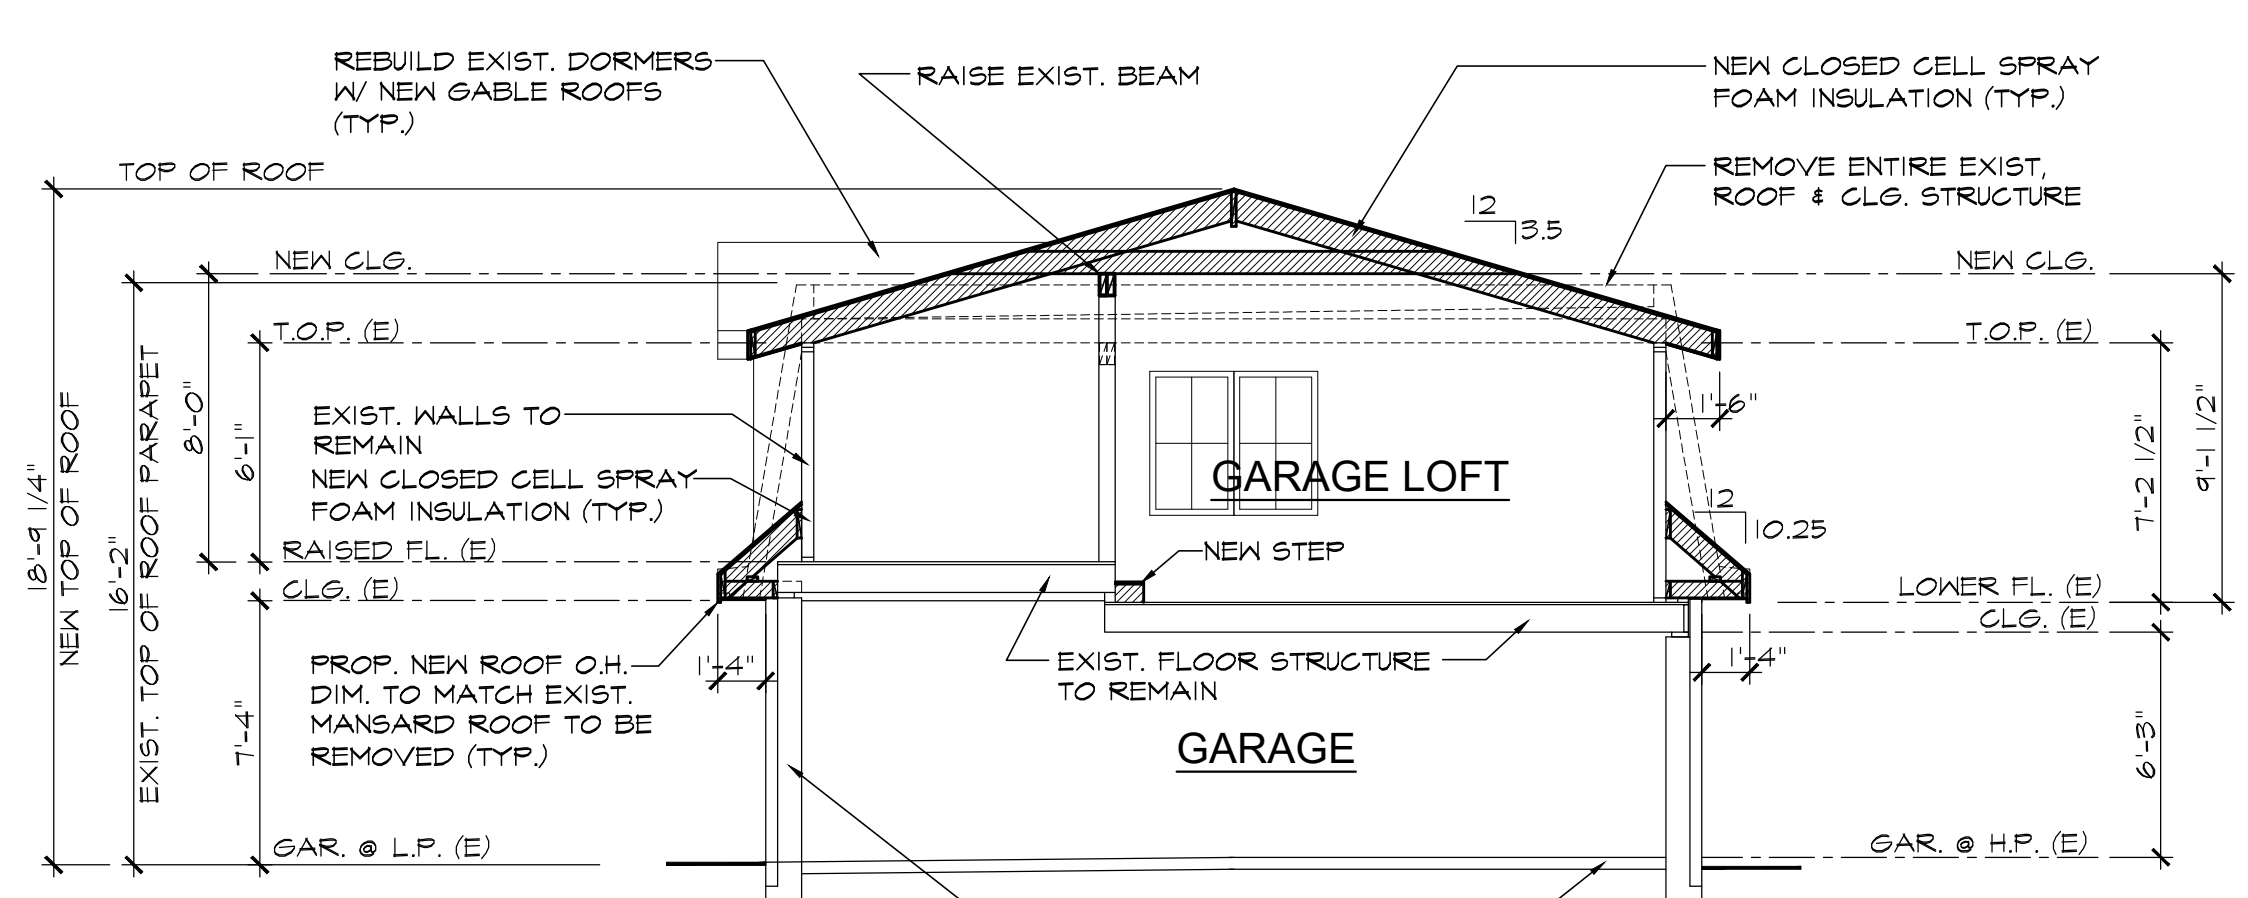 REBUILD EXIST. DORMERS
W/ NEW GABLE ROOFS
(TYP.)
RAISE EXIST. BEAM
NEW CLOSED CELL SPRAY
FOAM INSULATION (TYP.)
REMOVE ENTIRE EXIST,
ROOF & CLG. STRUCTURE
TOP OF ROOF
12
3.5
NEW CLG.
NEW CLG.
T.O.P. (E)
T.O.P. (E)
18'-9 1/4"
NEW TOP OF ROOF
16'-2"
EXIST. TOP OF ROOF PARAPET
8'-0"
6'-1"
EXIST. WALLS TO
REMAIN
NEW CLOSED CELL SPRAY
FOAM INSULATION (TYP.)
GARAGE LOFT
1'-6"
7'-2 1/2"
9'-1 1/2"
12
10.25
RAISED FL. (E)
CLG. (E)
NEW STEP
LOWER FL. (E)
CLG. (E)
PROP. NEW ROOF O.H.
DIM. TO MATCH EXIST.
MANSARD ROOF TO BE
REMOVED (TYP.)
1'-4"
EXIST. FLOOR STRUCTURE
TO REMAIN
1'-4"
7'-4"
GARAGE
6'-3"
GAR. @ L.P. (E)
GAR. @ H.P. (E)